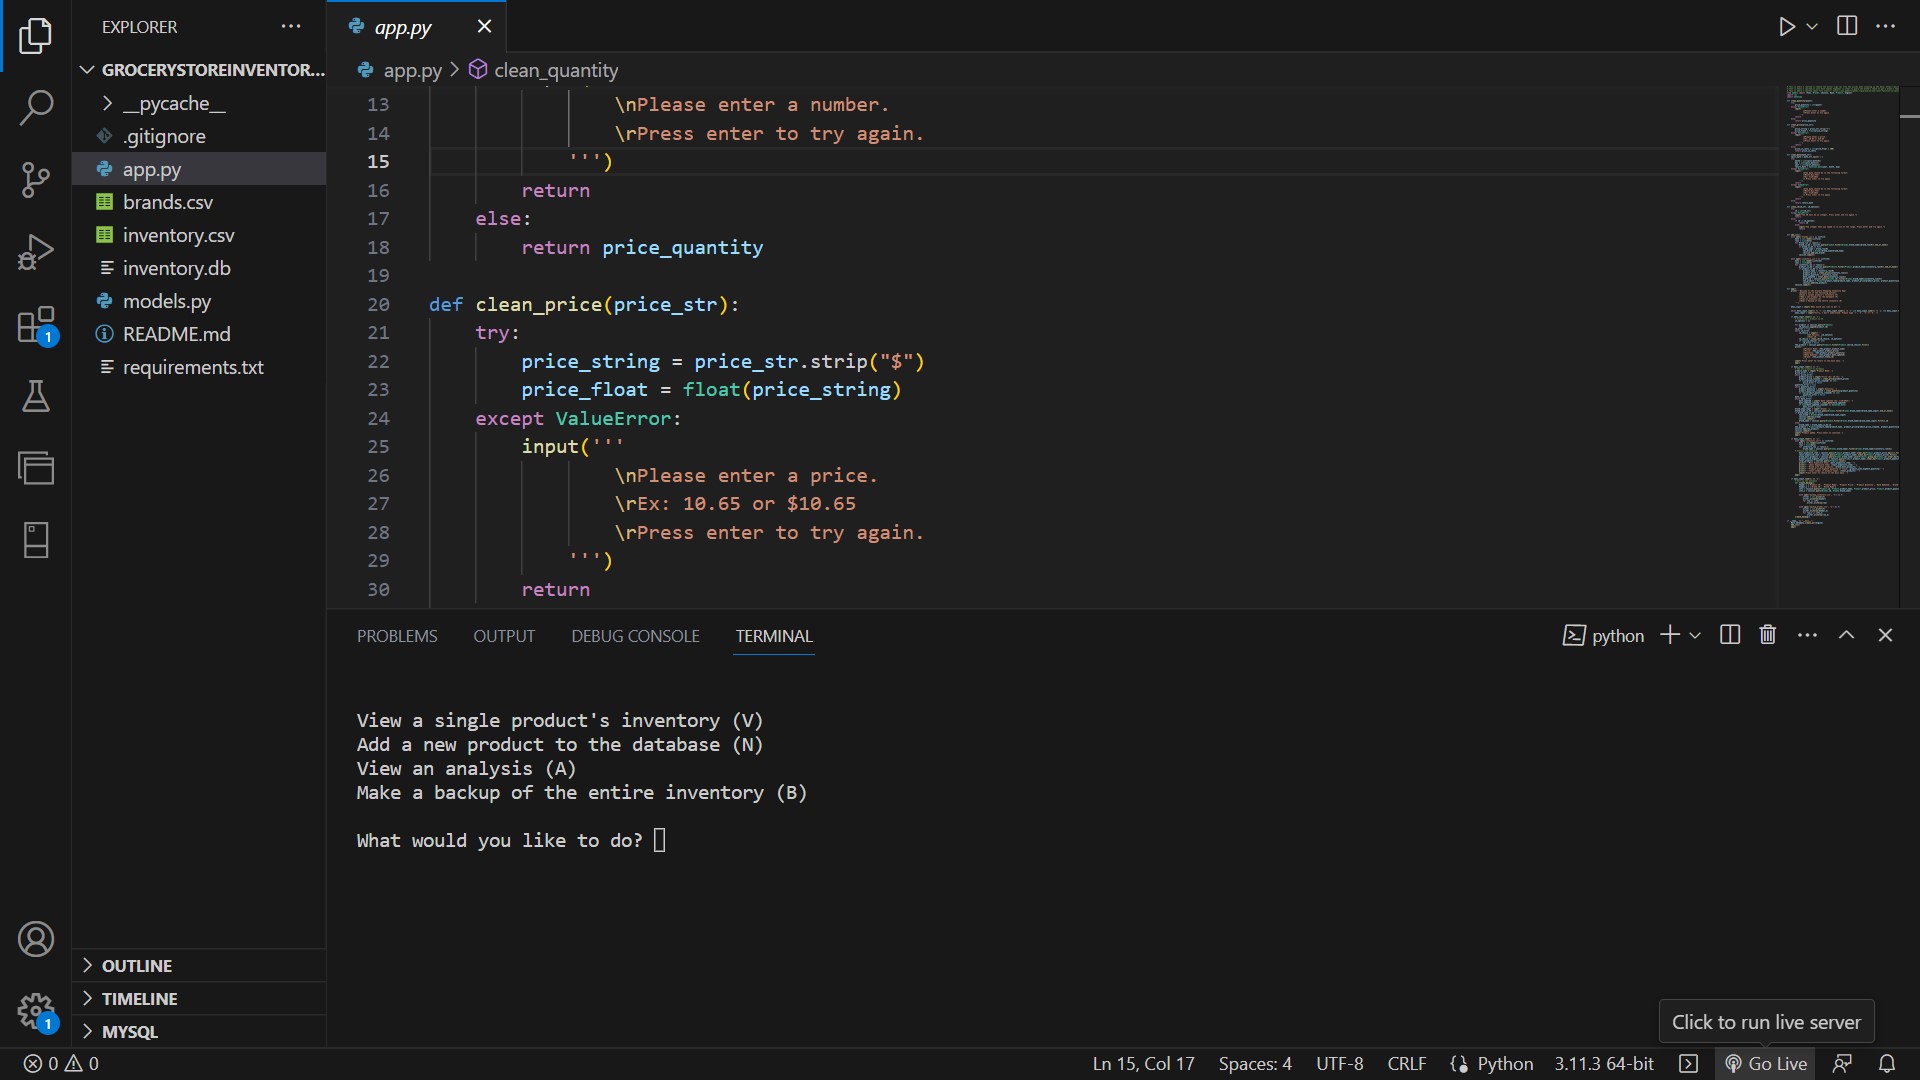 EXPLORER
GROCERYSTOREINVENTOR...
__pycache__
.gitignore
app.py
brands.csv
inventory.csv
inventory.db
models.py
README.md
requirements.txt
OUTLINE
TIMELINE
MYSQL
1
1
app.py
app.py > clean_quantity
13 \nPlease enter a number.
14 \rPress enter to try again.
15 ''')
16 return
17 else:
18 return price_quantity
19
20 def clean_price(price_str):
21 try:
22 price_string = price_str.strip("$")
23 price_float = float(price_string)
24 except ValueError:
25 input('''
26 \nPlease enter a price.
27 \rEx: 10.65 or $10.65
28 \rPress enter to try again.
29 ''')
30 return
PROBLEMS OUTPUT DEBUG CONSOLE TERMINAL
python
View a single product's inventory (V)
Add a new product to the database (N)
View an analysis (A)
Make a backup of the entire inventory (B)
What would you like to do?
Click to run live server
0 0
Ln 15, Col 17 Spaces: 4 UTF-8 CRLF Python 3.11.3 64-bit Go Live